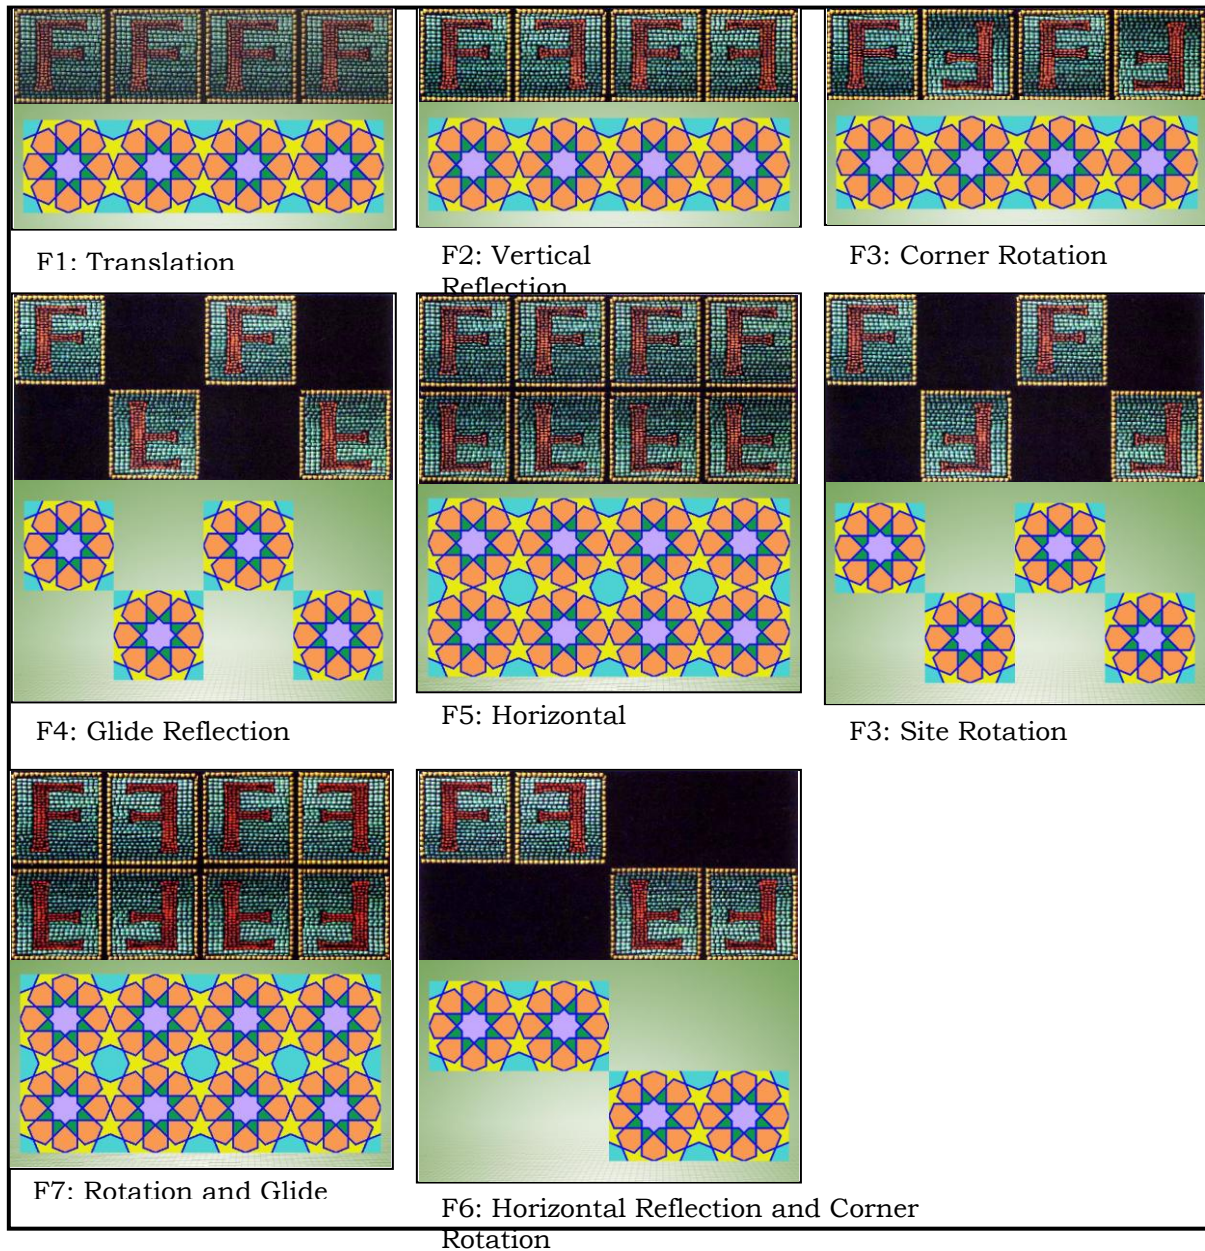 F1: Translation
F2: Vertical
Reflection
F3: Corner Rotation
F4: Glide Reflection
F5: Horizontal
F3: Site Rotation
F7: Rotation and Glide
F6: Horizontal Reflection and Corner
Rotation